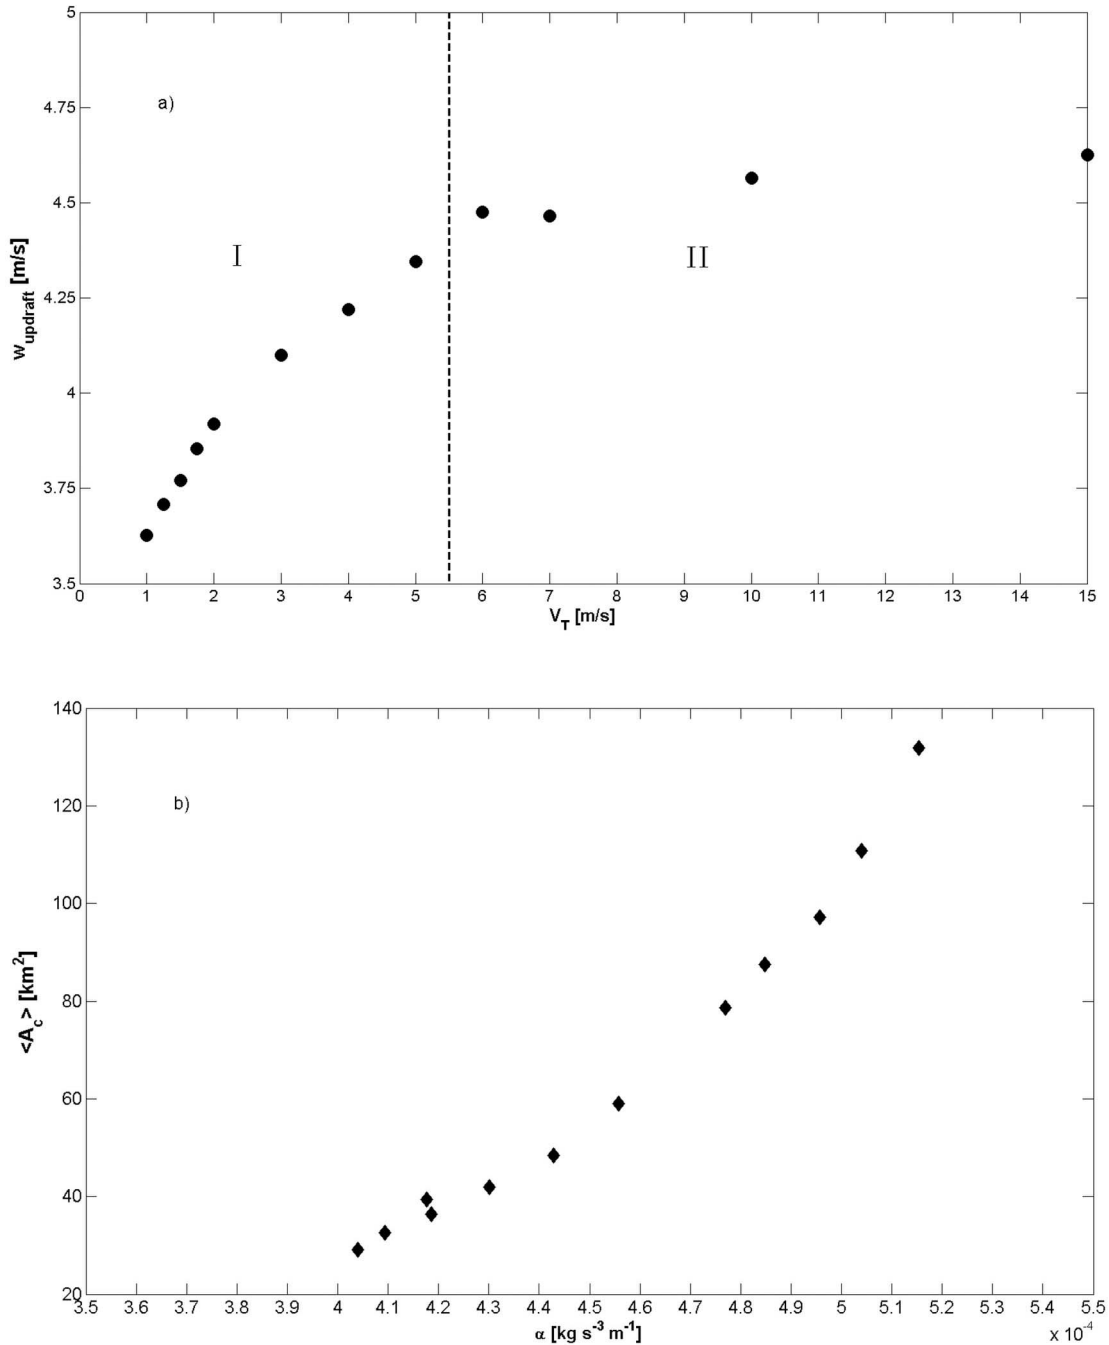 5
4.75
a)
4.5
I
II
4.25
w_updraft [m/s]
4
3.75
3.5
0 1 2 3 4 5 6 7 8 9 10 11 12 13 14 15
V_T [m/s]
140
120
b)
100
<A_c> [km²]
80
60
40
20
3.5 3.6 3.7 3.8 3.9 4 4.1 4.2 4.3 4.4 4.5 4.6 4.7 4.8 4.9 5 5.1 5.2 5.3 5.4 5.5
α [kg s⁻³ m⁻¹]
x 10⁻⁴